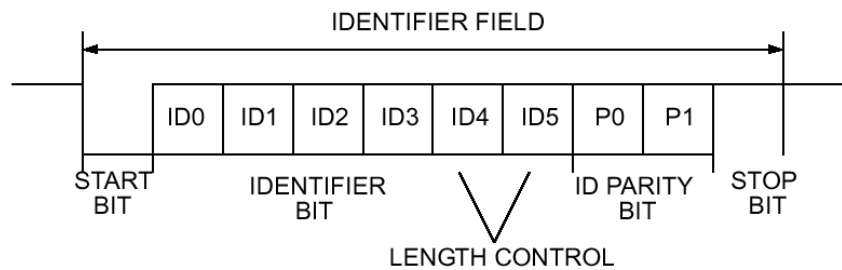 IDENTIFIER FIELD
ID0 ID1 ID2 ID3 ID4 ID5 P0 P1
START BIT
IDENTIFIER BIT
ID PARITY BIT
STOP BIT
LENGTH CONTROL